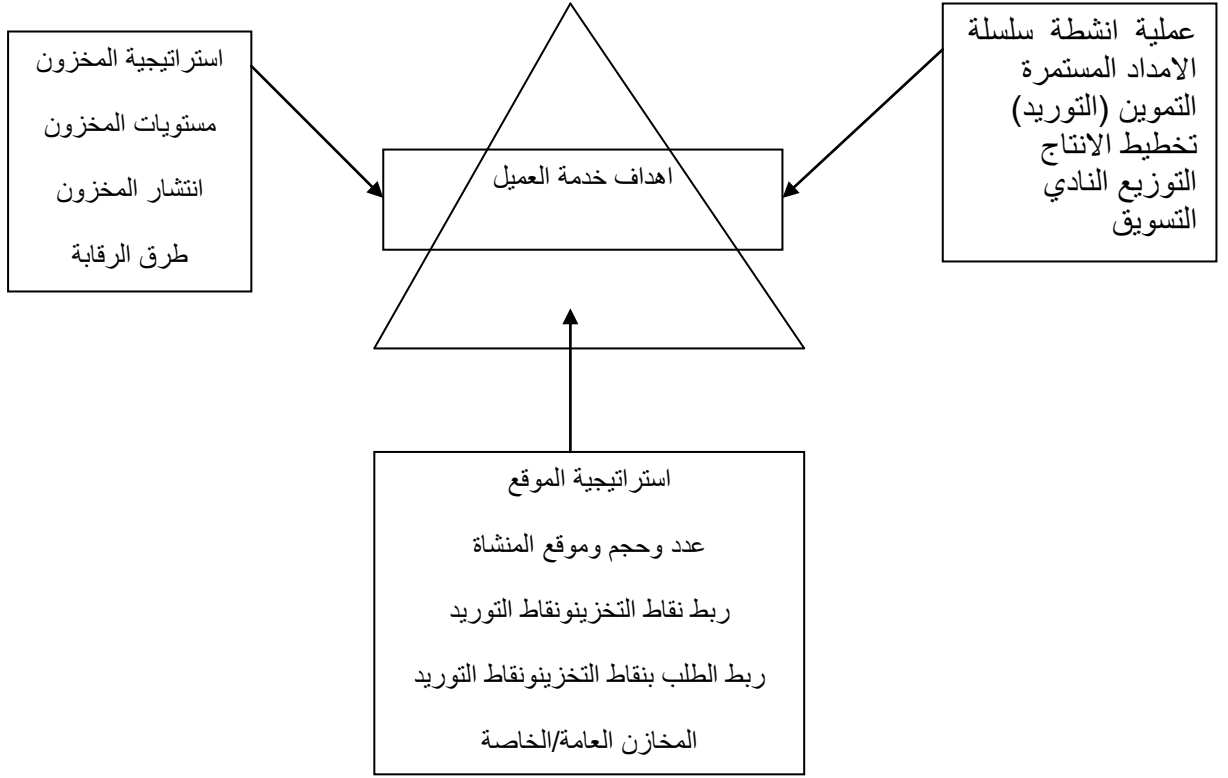 عملية انشطة سلسلة
الامداد المستمرة
التموين (التوريد)
تخطيط الانتاج
التوزيع النادي
التسويق
استراتيجية المخزون
مستويات المخزون
انتشار المخزون
طرق الرقابة
اهداف خدمة العميل
استراتيجية الموقع
عدد وحجم وموقع المنشاة
ربط نقاط التخزينونقاط التوريد
ربط الطلب بنقاط التخزينونقاط التوريد
المخازن العامة/الخاصة